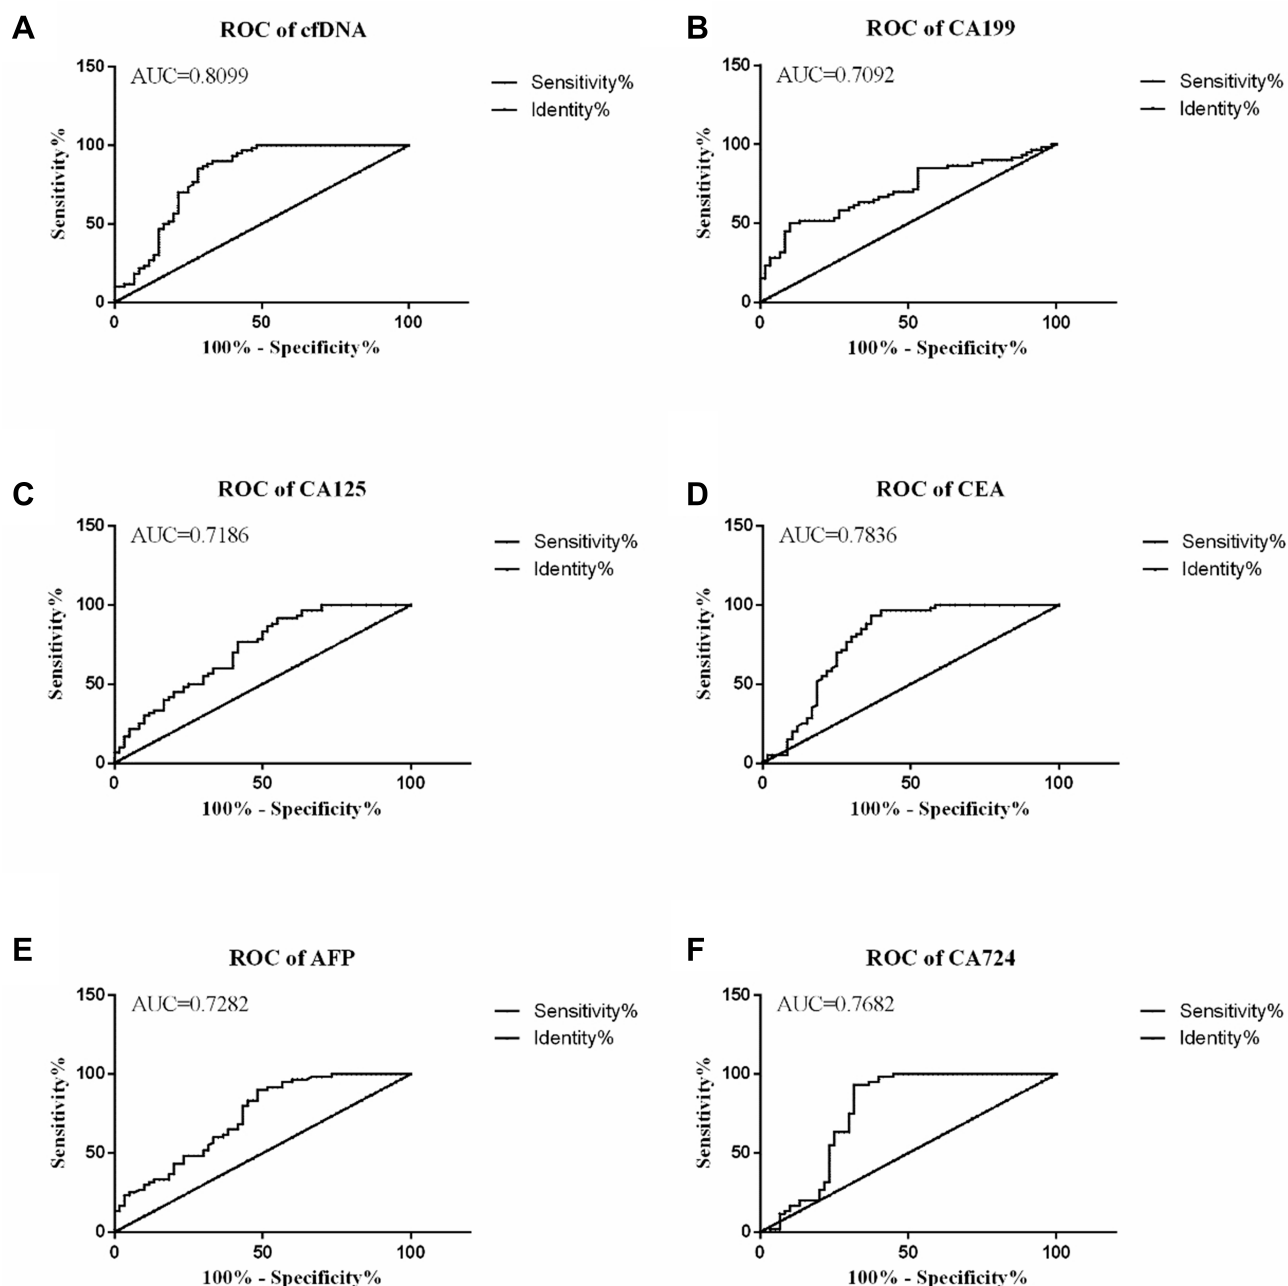 A
ROC of cfDNA
AUC=0.8099
Sensitivity%
Identity%
150
100
50
0
Sensitivity%
0 50 100
100% - Specificity%
B
ROC of CA199
AUC=0.7092
Sensitivity%
Identity%
150
100
50
0
Sensitivity%
0 50 100
100% - Specificity%
C
ROC of CA125
AUC=0.7186
Sensitivity%
Identity%
150
100
50
0
Sensitivity%
0 50 100
100% - Specificity%
D
ROC of CEA
AUC=0.7836
Sensitivity%
Identity%
150
100
50
0
Sensitivity%
0 50 100
100% - Specificity%
E
ROC of AFP
AUC=0.7282
Sensitivity%
Identity%
150
100
50
0
Sensitivity%
0 50 100
100% - Specificity%
F
ROC of CA724
AUC=0.7682
Sensitivity%
Identity%
150
100
50
0
Sensitivity%
0 50 100
100% - Specificity%